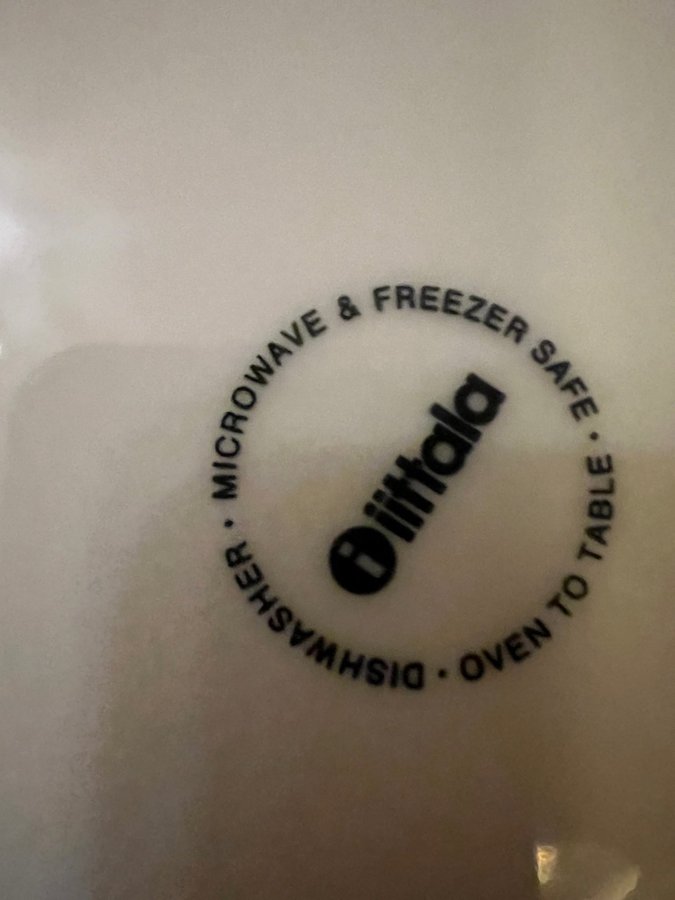 DISHWASHER · MICROWAVE & FREEZER SAFE · OVEN TO TABLE ·
i iittala